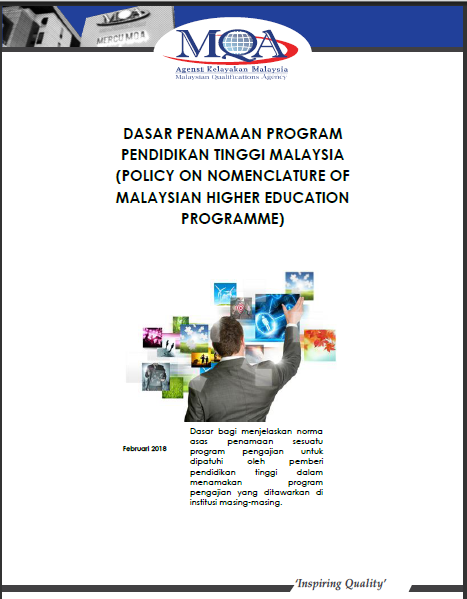 MQA
MERCU MQA
MQA
Agensi Kelayakan Malaysia
Malaysian Qualifications Agency
DASAR PENAMAAN PROGRAM
PENDIDIKAN TINGGI MALAYSIA
(POLICY ON NOMENCLATURE OF
MALAYSIAN HIGHER EDUCATION
PROGRAMME)
Februari 2018
Dasar bagi menjelaskan norma
asas penamaan sesuatu
program pengajian untuk
dipatuhi oleh pemberi
pendidikan tinggi dalam
menamakan program
pengajian yang ditawarkan di
institusi masing-masing.
'Inspiring Quality'